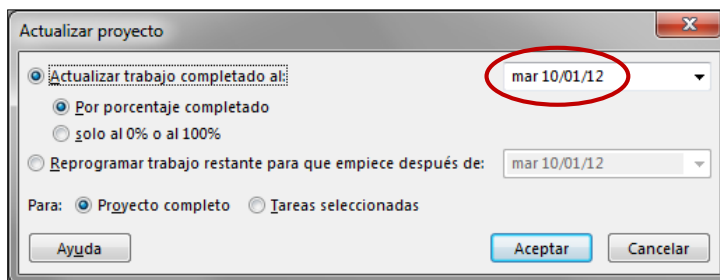 Actualizar proyecto
Actualizar trabajo completado al: mar 10/01/12
Por porcentaje completado
solo al 0% o al 100%
Reprogramar trabajo restante para que empiece después de: mar 10/01/12
Para: Proyecto completo Tareas seleccionadas
Ayuda Aceptar Cancelar